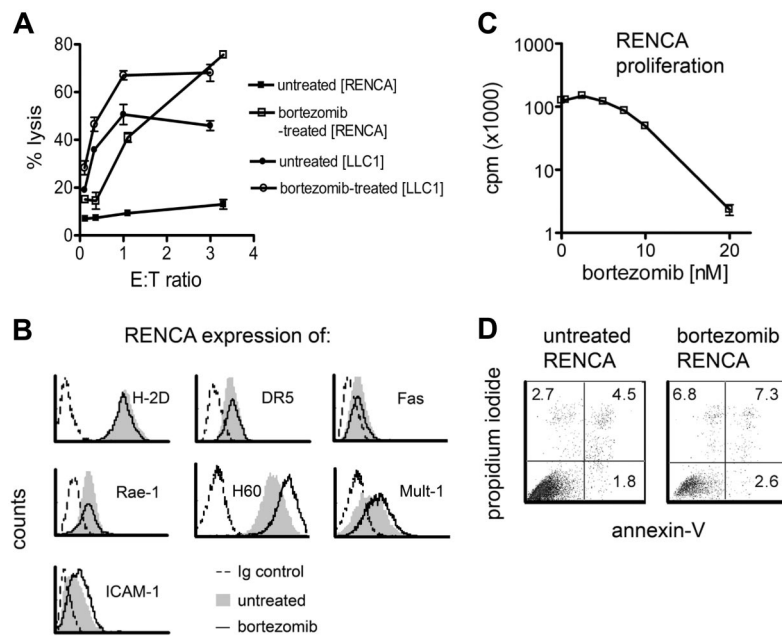 A
80
60
40
20
0
% lysis
0 1 2 3 4
E:T ratio
untreated [RENCA]
bortezomib
-treated [RENCA]
untreated [LLC1]
bortezomib-treated [LLC1]
B
RENCA expression of:
H-2D
DR5
Fas
Rae-1
H60
Mult-1
ICAM-1
counts
Ig control
untreated
bortezomib
C
RENCA
proliferation
1000
100
10
1
cpm (x1000)
0 10 20
bortezomib [nM]
D
untreated
RENCA
bortezomib
RENCA
2.7 4.5
1.8
6.8 7.3
2.6
propidium iodide
annexin-V